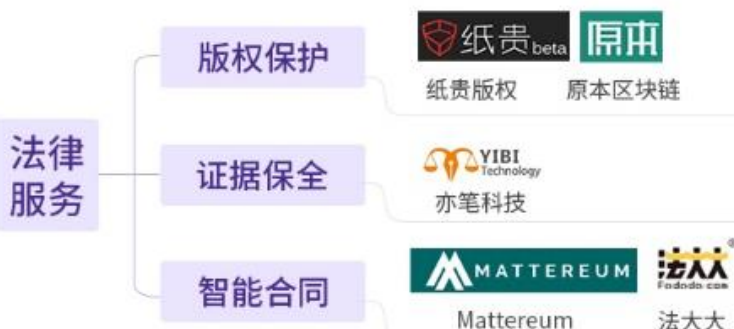 法律
服务
版权保护
纸贵beta
原本
纸贵版权
原本区块链
证据保全
YIBI
Technology
亦笔科技
智能合同
MATTEREUM
法大大
Fadada.com
Mattereum
法大大